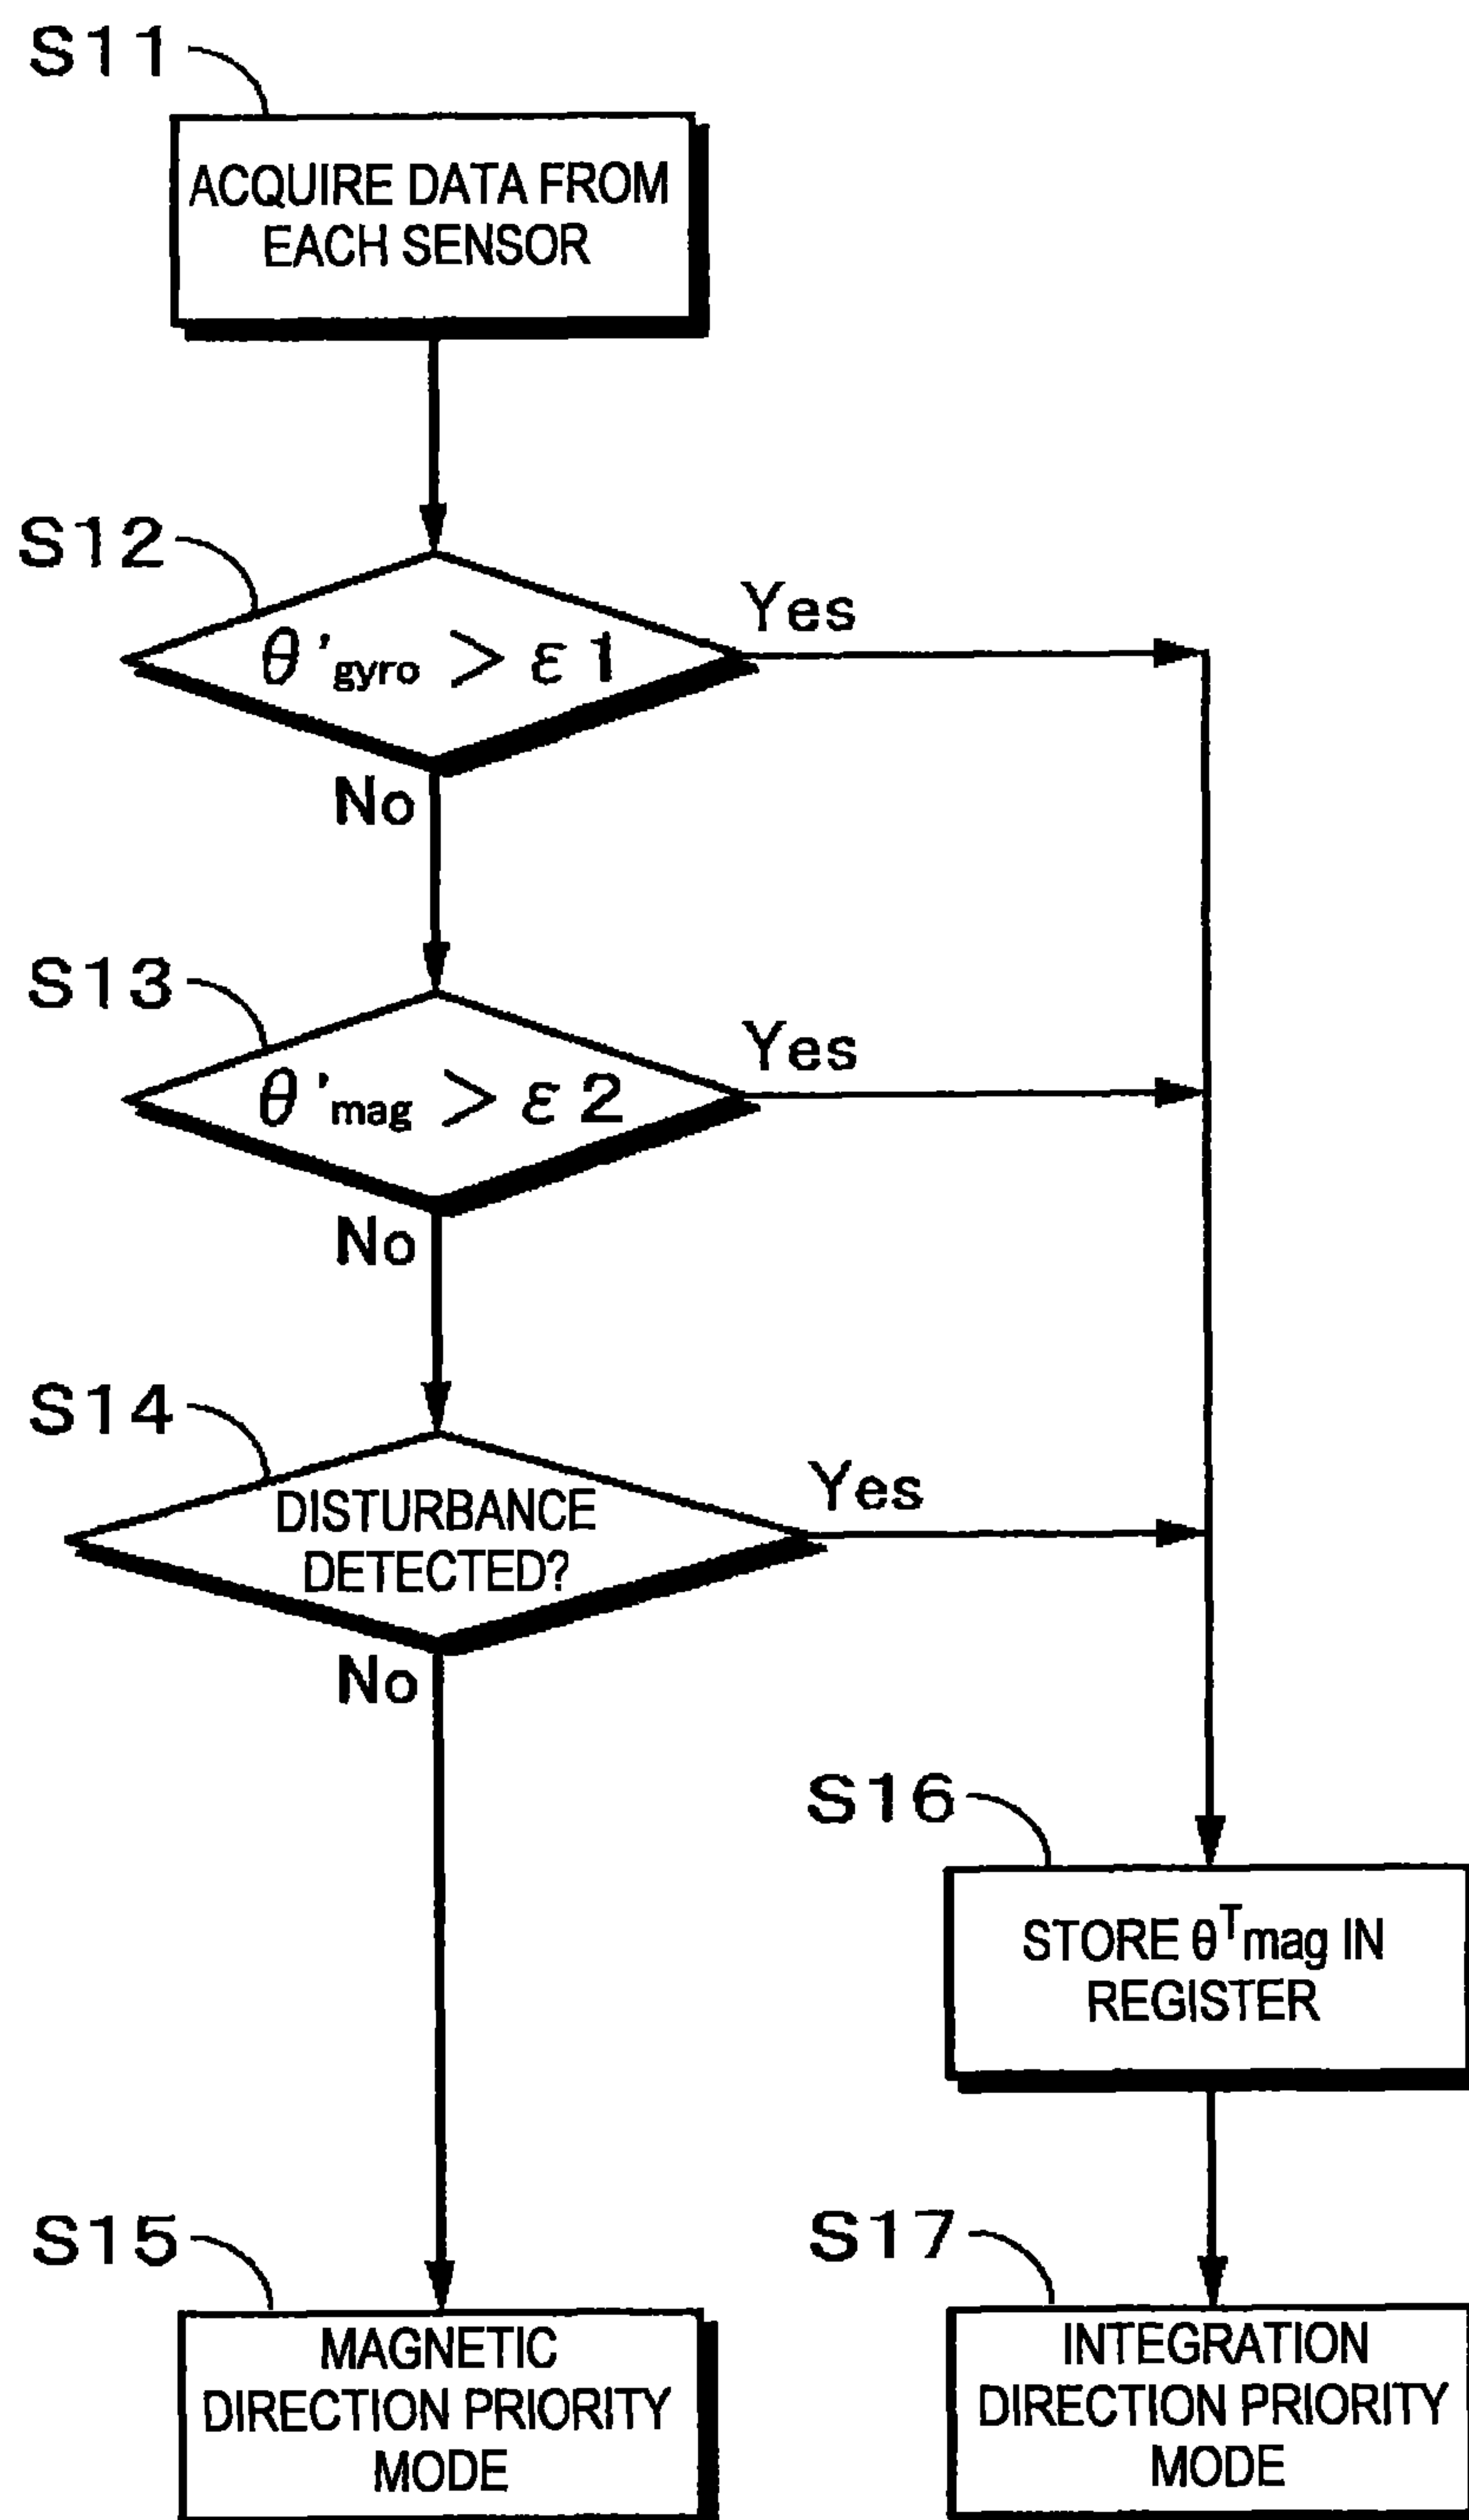 S11
ACQUIRE DATA FROM
EACH SENSOR
S12
θ'gyro > ε1
Yes
No
S13
θ'mag > ε2
Yes
No
S14
DISTURBANCE
DETECTED?
Yes
No
S16
STORE θᵀmag IN
REGISTER
S15
MAGNETIC
DIRECTION PRIORITY
MODE
S17
INTEGRATION
DIRECTION PRIORITY
MODE